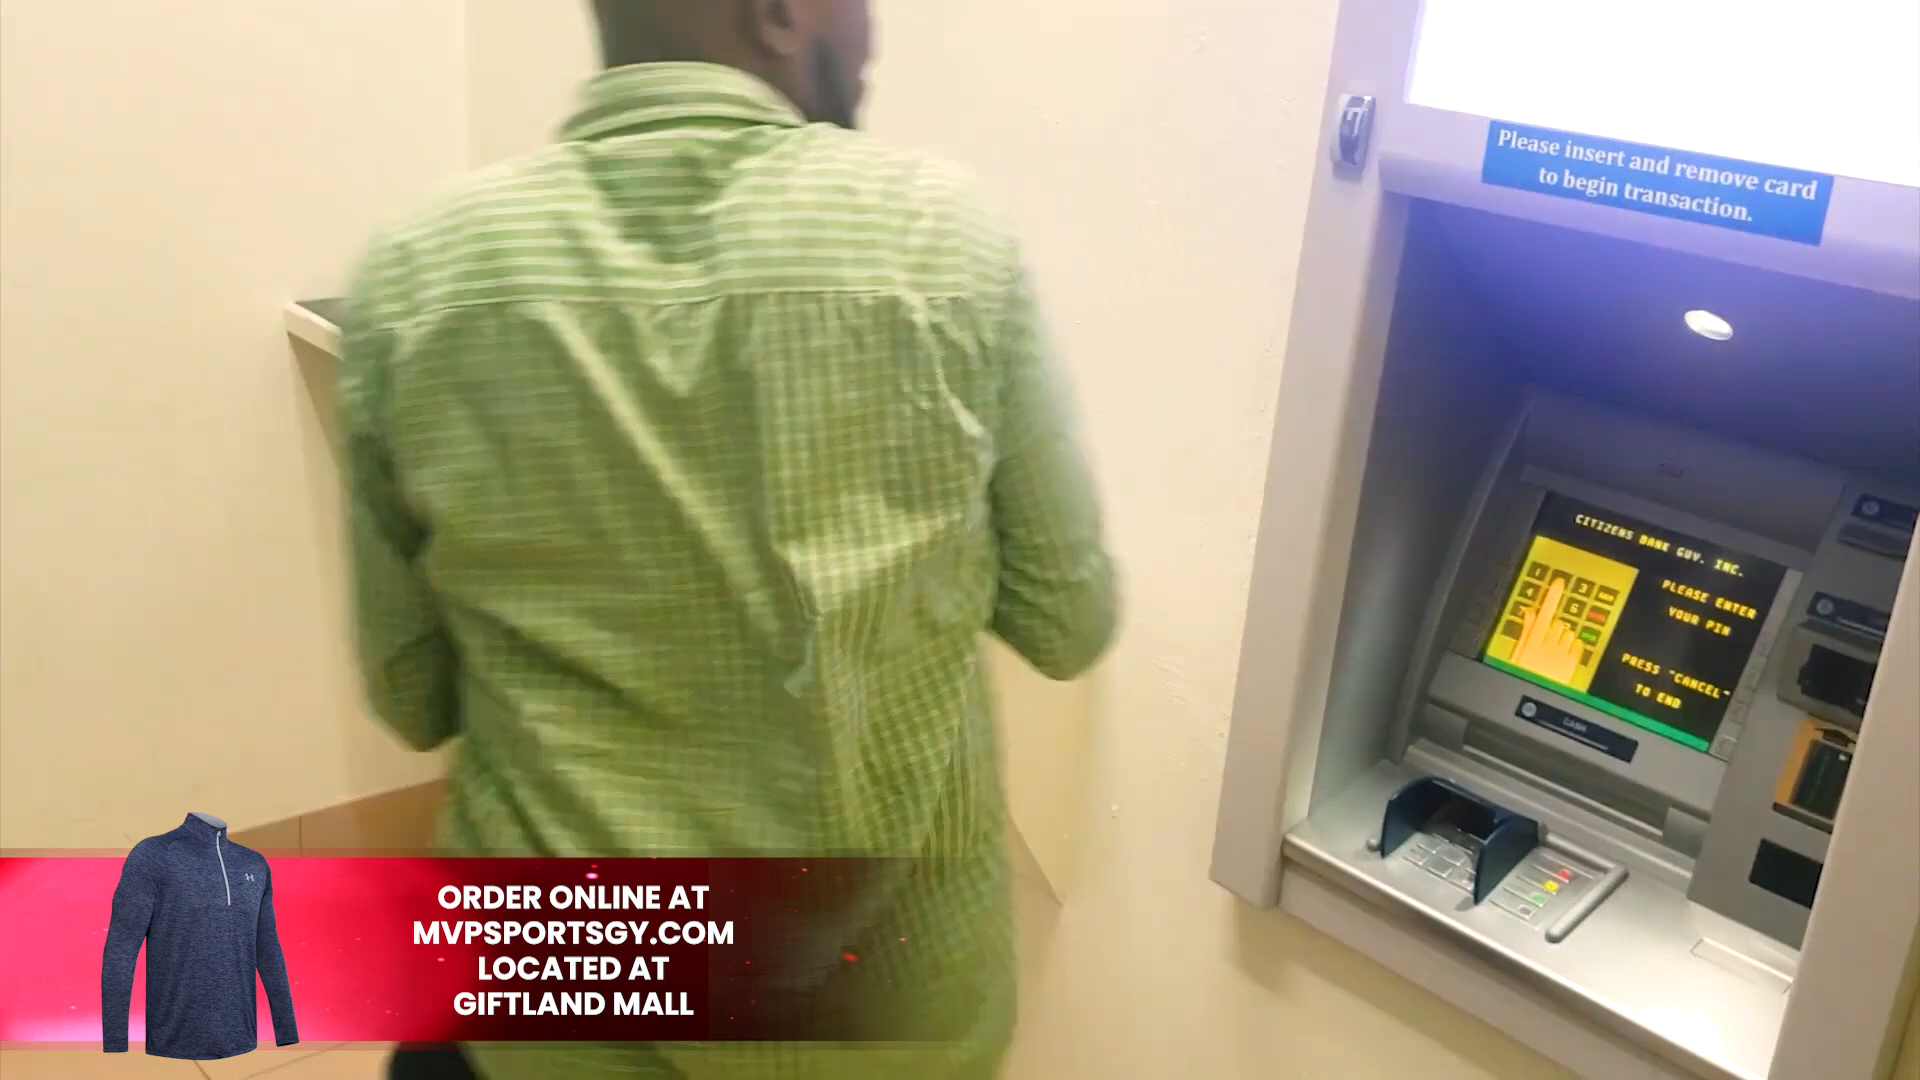 Please insert and remove card
to begin transaction.
CITIZENS BANK GUY. INC.
PLEASE ENTER
YOUR PIN
PRESS "CANCEL"
TO END
CASH
ORDER ONLINE AT
MVPSPORTSGY.COM
LOCATED AT
GIFTLAND MALL